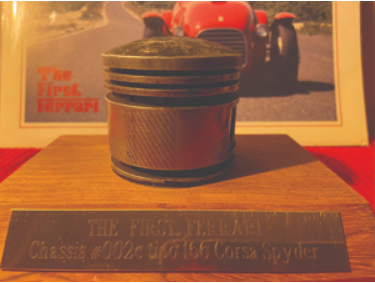 The
First
Ferrari
THE FIRST FERRARI
Chassis #002c tipo 166 Corsa Spyder